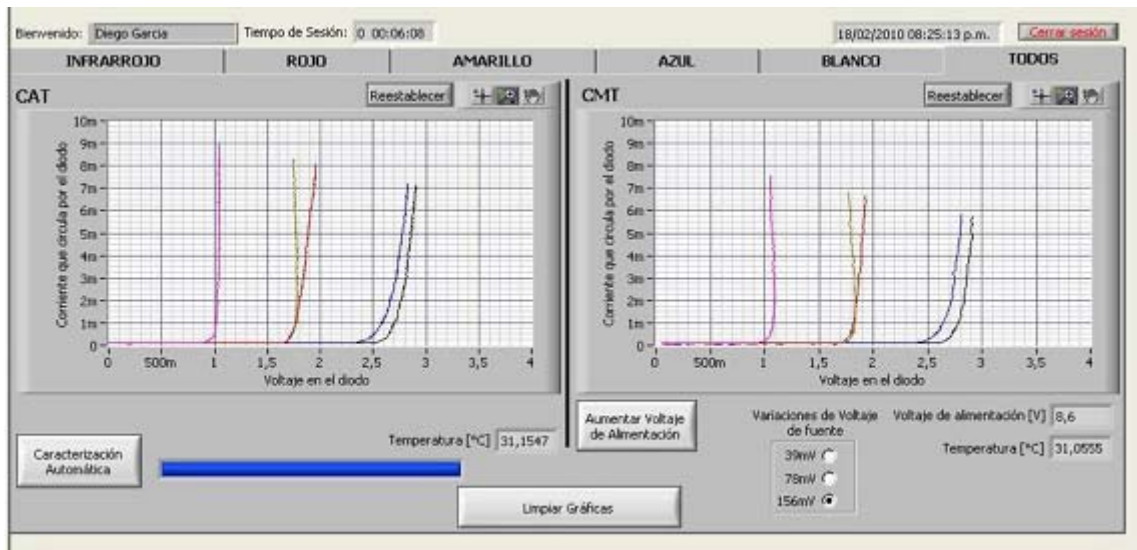 Bienvenido: Diego Garcia Tiempo de Sesión: 0 00:06:08 18/02/2010 08:25:13 p.m. Cerrar sesión
INFRARROJO ROJO AMARILLO AZUL BLANCO TODOS
CAT Reestablecer
10m
9m
8m
7m
6m
5m
4m
3m
2m
1m
0
Corriente que circula por el diodo
0 500m 1 1,5 2 2,5 3 3,5 4
Voltaje en el diodo
CMT Reestablecer
10m
9m
8m
7m
6m
5m
4m
3m
2m
1m
0
Corriente que circula por el diodo
0 500m 1 1,5 2 2,5 3 3,5 4
Voltaje en el diodo
Caracterización
Automática
Temperatura [°C] 31,1547
Aumentar Voltaje
de Alimentación
Variaciones de Voltaje
de fuente
39mV
78mV
156mV
Voltaje de alimentación [V] 8,6
Temperatura [°C] 31,0555
Limpiar Gráficas